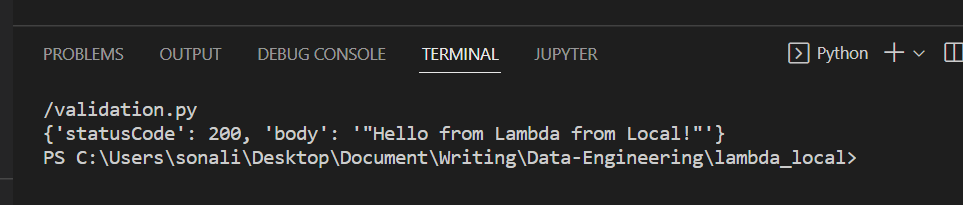 PROBLEMS OUTPUT DEBUG CONSOLE TERMINAL JUPYTER Python
/validation.py
{'statusCode': 200, 'body': '"Hello from Lambda from Local!"'}
PS C:\Users\sonali\Desktop\Document\Writing\Data-Engineering\lambda_local>